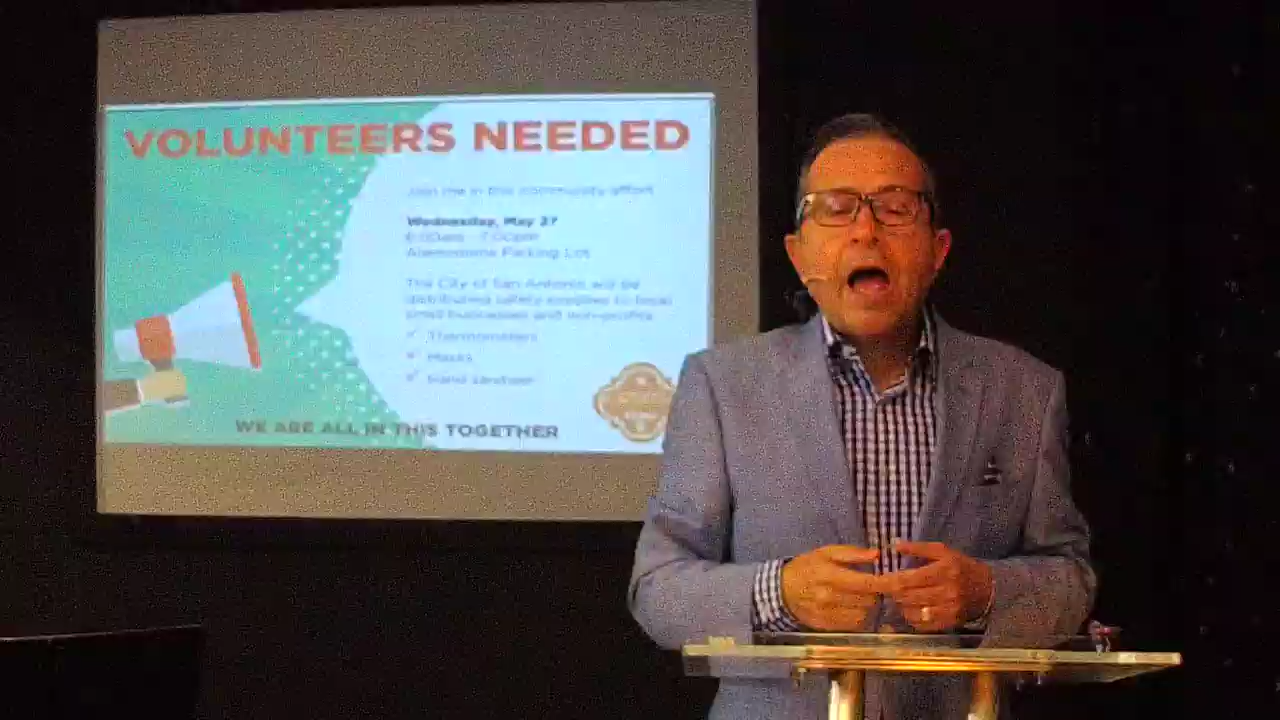 VOLUNTEERS NEEDED
Join me in this community effort
Wednesday, May 27
Parking Lot
The City of San Antonio will be
distributing safety supplies to local
small businesses and non-profits
Thermometers
Masks
Hand sanitizer
WE ARE ALL IN THIS TOGETHER